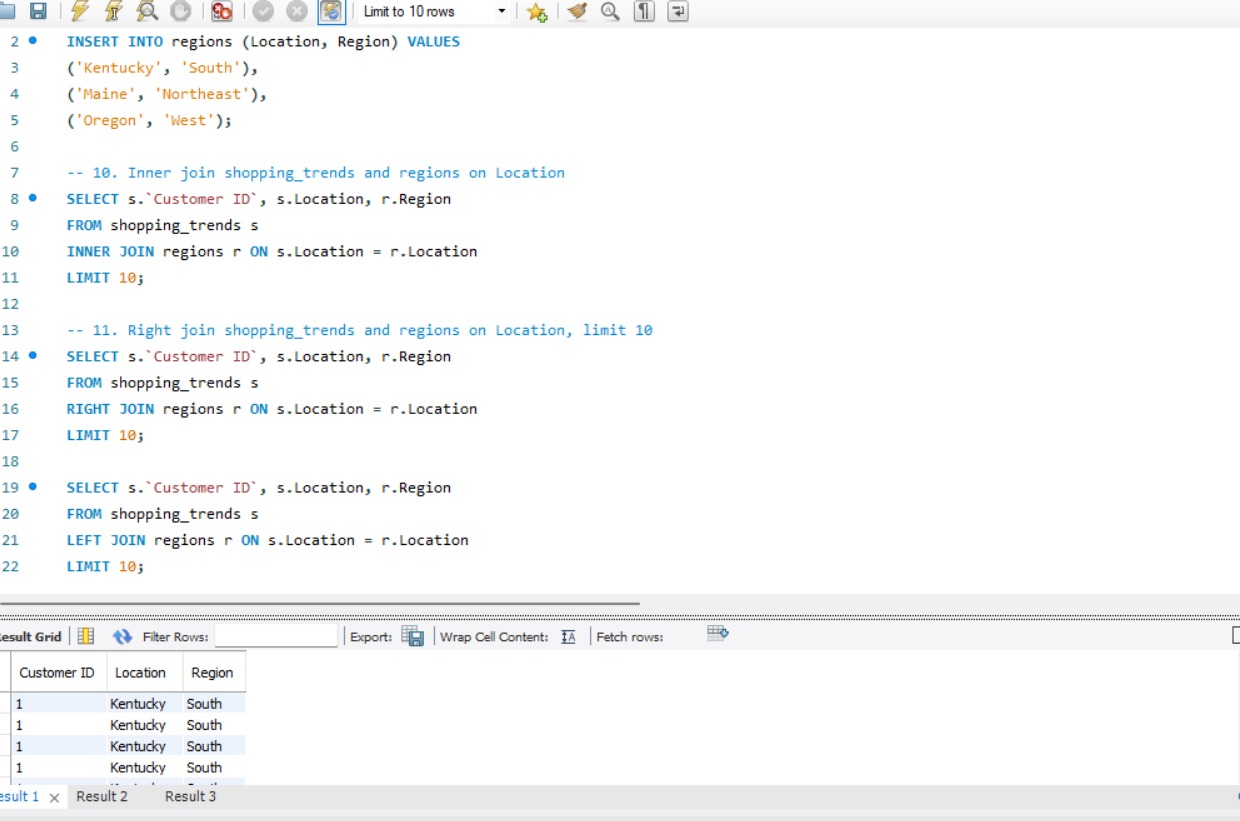 Limit to 10 rows
2 INSERT INTO regions (Location, Region) VALUES
3 ('Kentucky', 'South'),
4 ('Maine', 'Northeast'),
5 ('Oregon', 'West');
6
7 -- 10. Inner join shopping_trends and regions on Location
8 SELECT s.`Customer ID`, s.Location, r.Region
9 FROM shopping_trends s
10 INNER JOIN regions r ON s.Location = r.Location
11 LIMIT 10;
12
13 -- 11. Right join shopping_trends and regions on Location, limit 10
14 SELECT s.`Customer ID`, s.Location, r.Region
15 FROM shopping_trends s
16 RIGHT JOIN regions r ON s.Location = r.Location
17 LIMIT 10;
18
19 SELECT s.`Customer ID`, s.Location, r.Region
20 FROM shopping_trends s
21 LEFT JOIN regions r ON s.Location = r.Location
22 LIMIT 10;
esult Grid Filter Rows: Export: Wrap Cell Content: IA Fetch rows:
Customer ID Location Region
1 Kentucky South
1 Kentucky South
1 Kentucky South
1 Kentucky South
esult 1 Result 2 Result 3